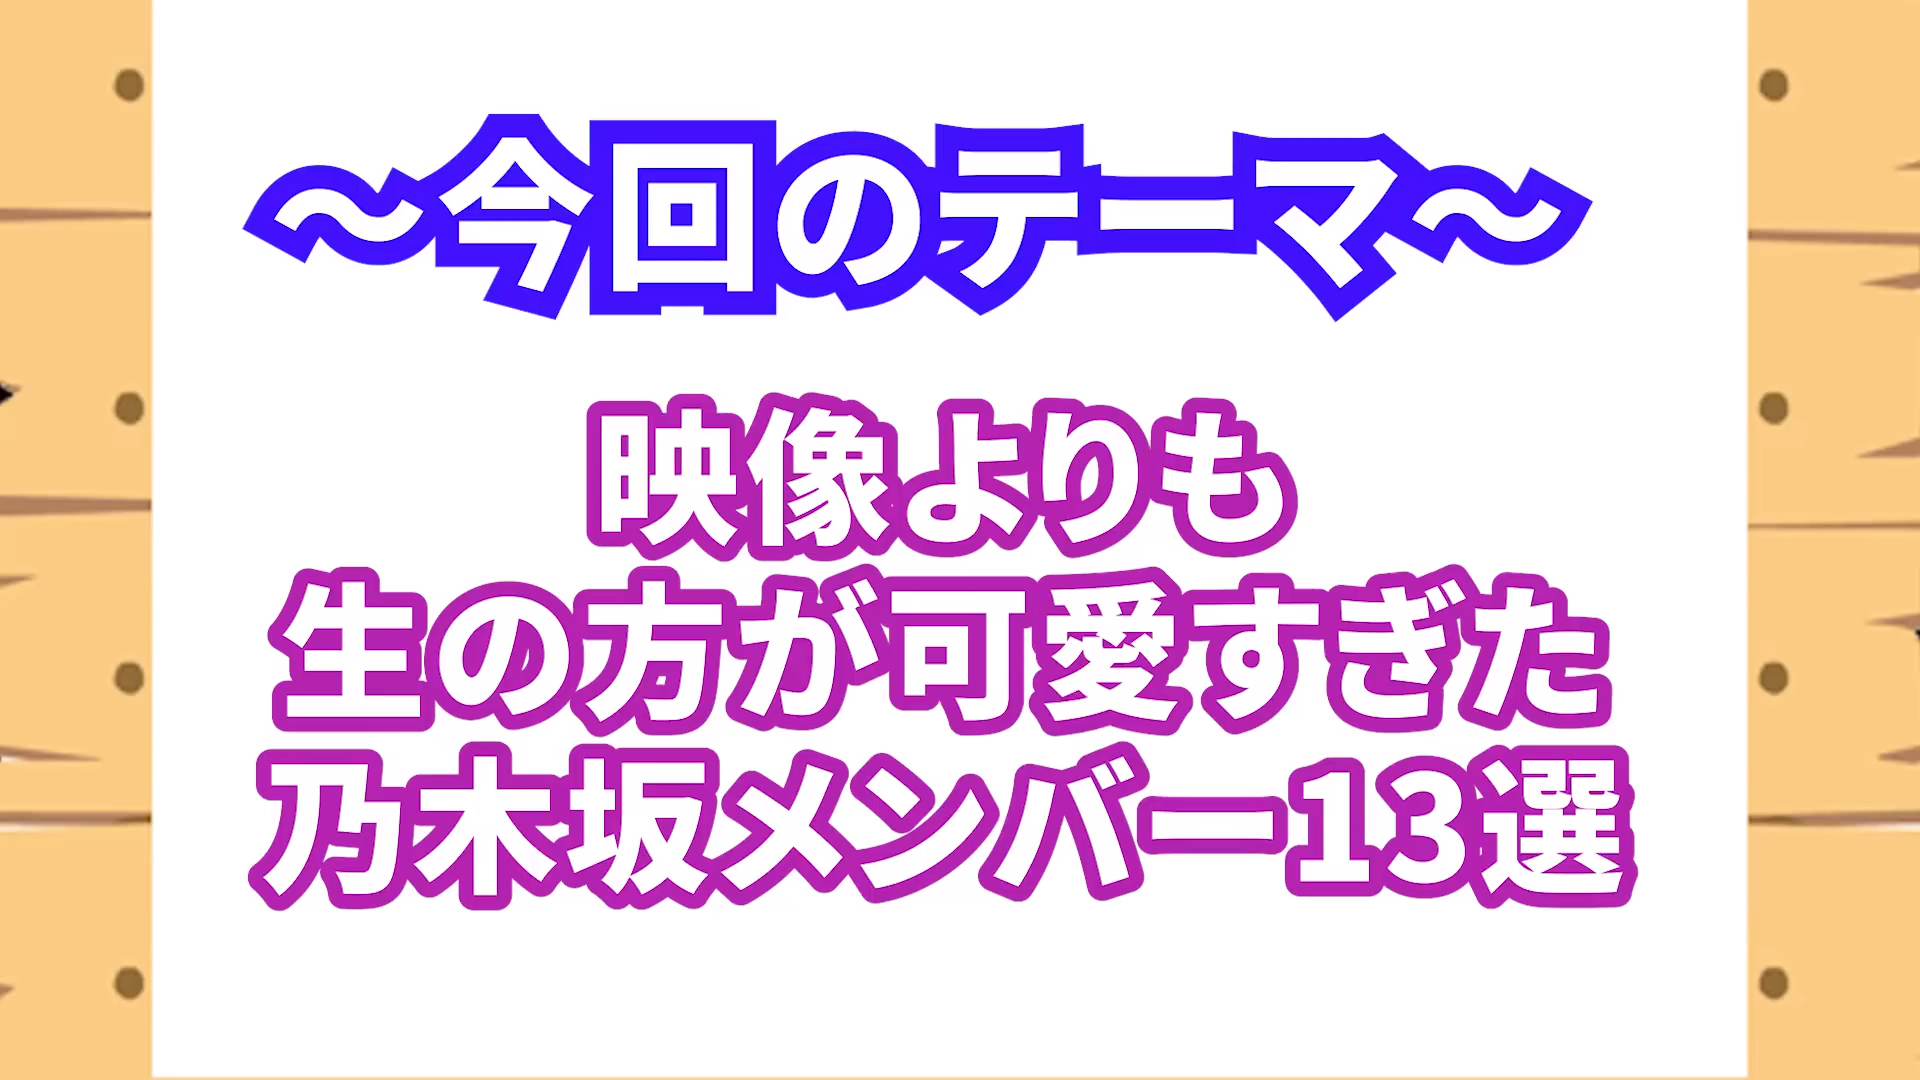 ～今回のテーマ～
映像よりも
生の方が可愛すぎた
乃木坂メンバー13選